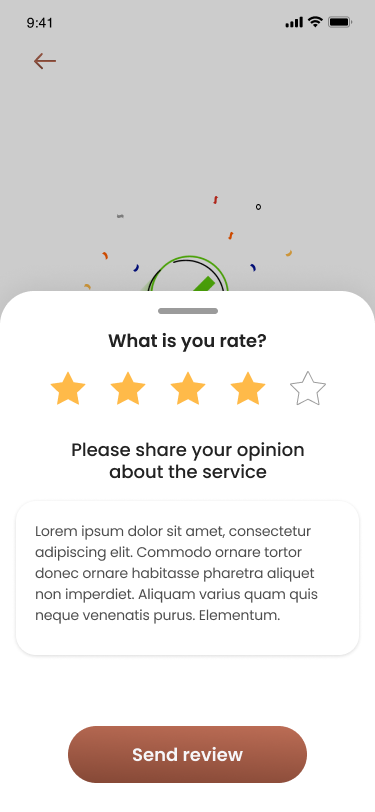 9:41
What is you rate?
Please share your opinion
about the service
Lorem ipsum dolor sit amet, consectetur
adipiscing elit. Commodo ornare tortor
donec ornare habitasse pharetra aliquet
non imperdiet. Aliquam varius quam quis
neque venenatis purus. Elementum.
Send review